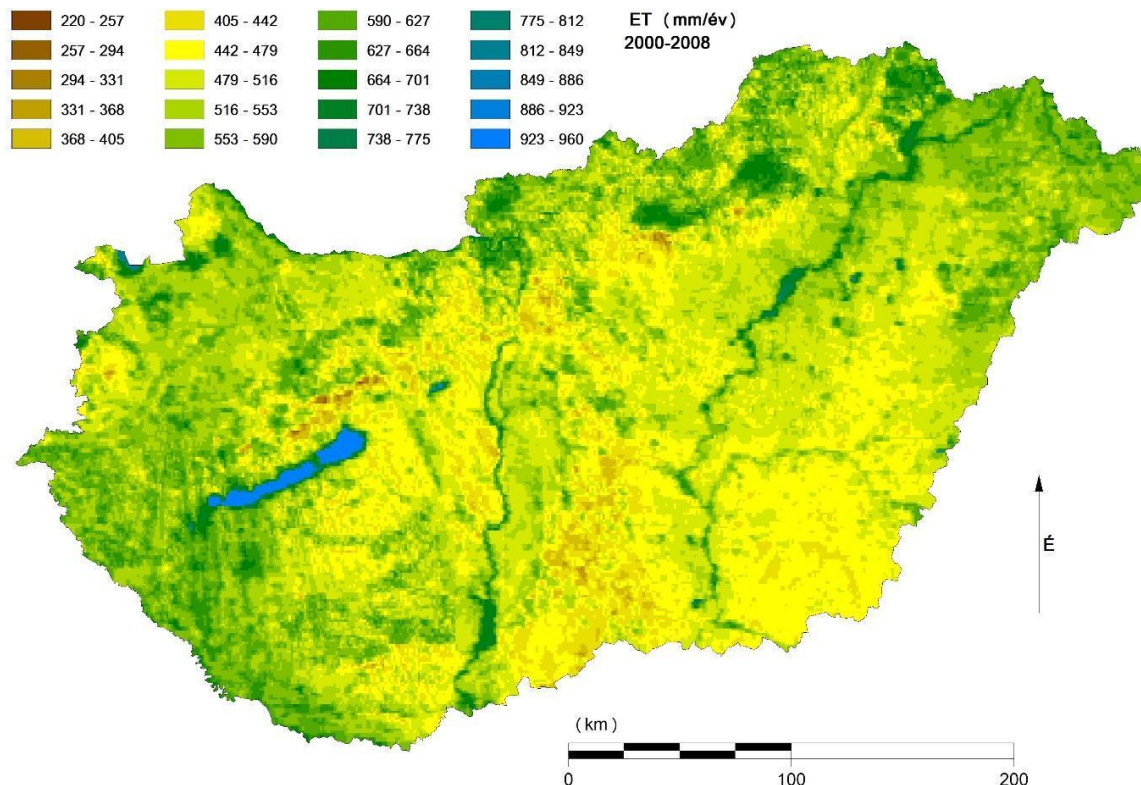 220 - 257
257 - 294
294 - 331
331 - 368
368 - 405
405 - 442
442 - 479
479 - 516
516 - 553
553 - 590
590 - 627
627 - 664
664 - 701
701 - 738
738 - 775
775 - 812
812 - 849
849 - 886
886 - 923
923 - 960
ET ( mm/év )
2000-2008
É
( km )
0 100 200